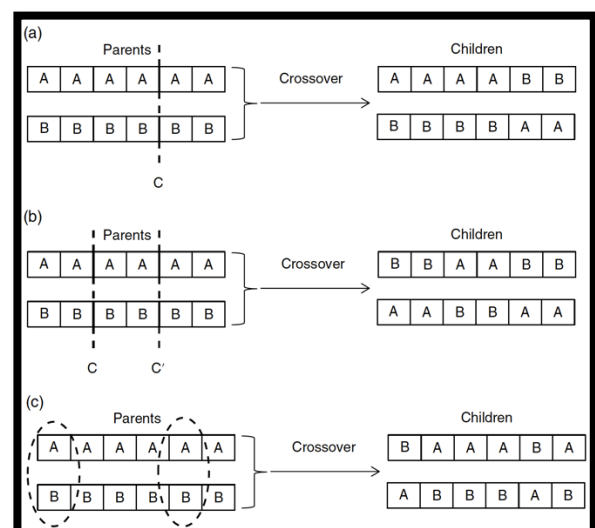 (a)
Parents
Children
A A A A A A
Crossover
A A A A B B
B B B B B B
B B B B A A
C
(b)
Parents
Children
A A A A A A
Crossover
B B A A B B
B B B B B B
A A B B A A
C C′
(c)
Parents
Children
A A A A A A
Crossover
B A A A B A
B B B B B B
A B B B A B